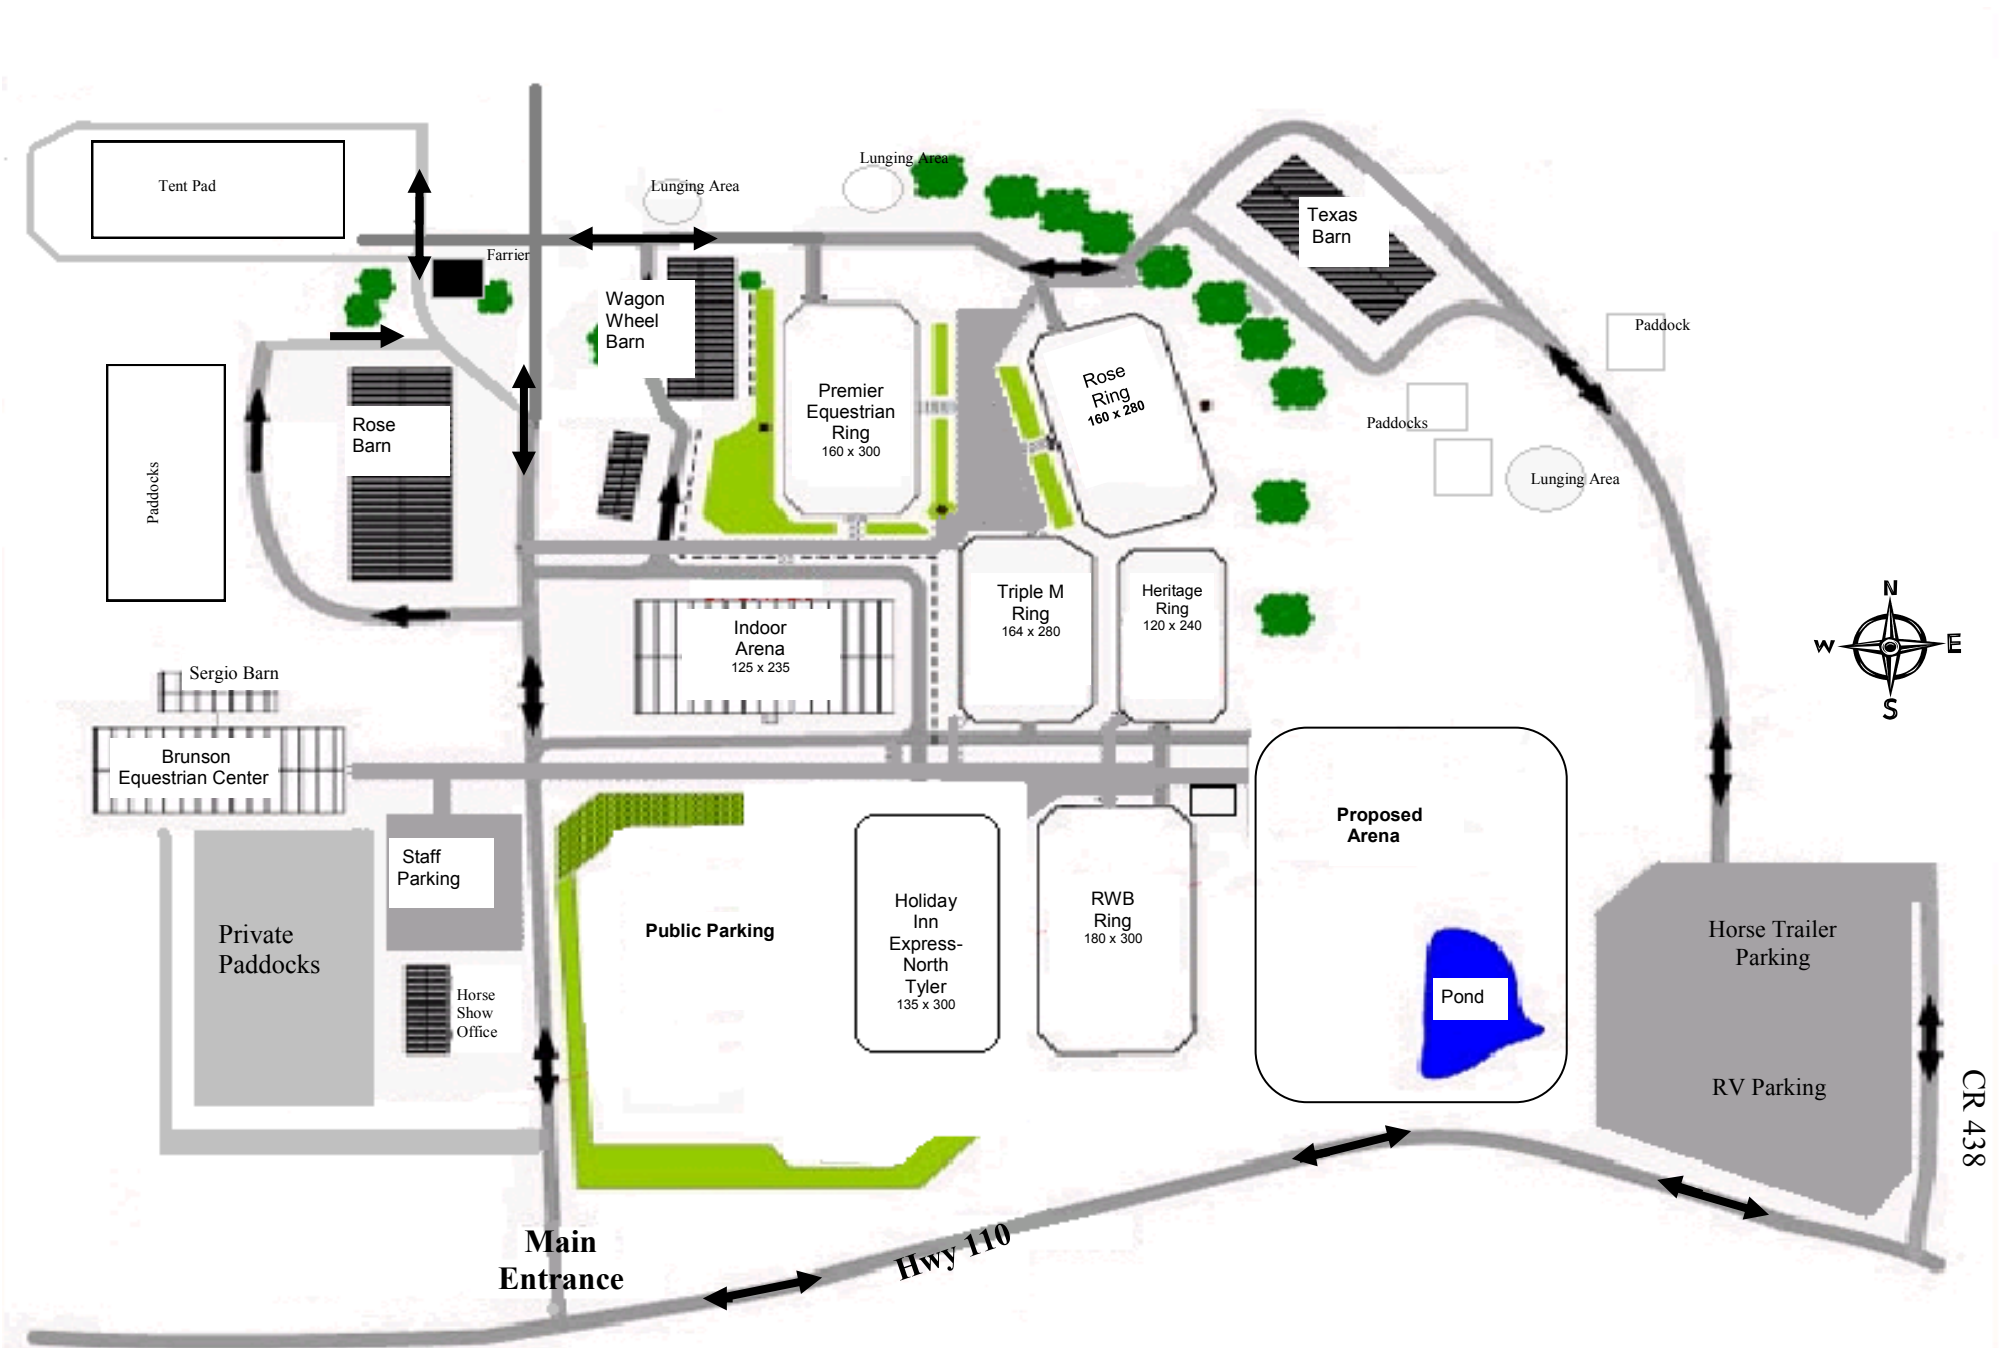 Lunging Area
Tent Pad
Lunging Area
Texas
Barn
Farrier
Wagon
Wheel
Barn
Paddock
Rose
Ring
160 x 280
Premier
Equestrian
Ring
160 x 300
Rose
Barn
Paddocks
Paddocks
Lunging Area
Triple M
Ring
164 x 280
Heritage
Ring
120 x 240
Indoor
Arena
125 x 235
N
W
E
S
Sergio Barn
Brunson
Equestrian Center
Proposed
Arena
Staff
Parking
Private
Paddocks
Public Parking
Holiday
Inn
Express-
North
Tyler
135 x 300
RWB
Ring
180 x 300
Horse Trailer
Parking
Pond
Horse
Show
Office
RV Parking
CR 438
Main
Entrance
Hwy 110